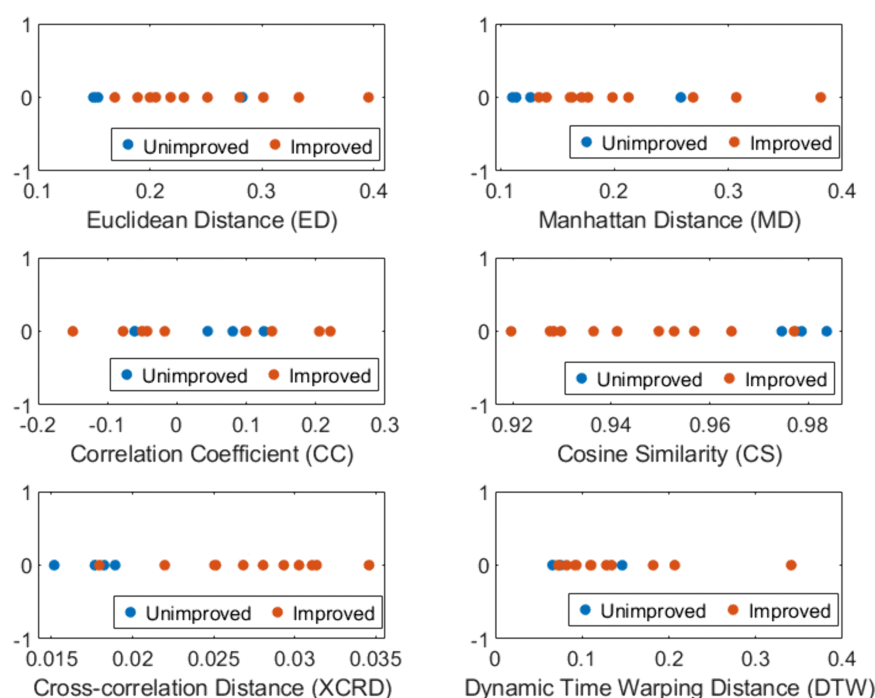 1
0
-1
0.1 0.2 0.3 0.4
Unimproved Improved
Euclidean Distance (ED)
1
0
-1
0.1 0.2 0.3 0.4
Unimproved Improved
Manhattan Distance (MD)
1
0
-1
-0.2 -0.1 0 0.1 0.2 0.3
Unimproved Improved
Correlation Coefficient (CC)
1
0
-1
0.92 0.94 0.96 0.98
Unimproved Improved
Cosine Similarity (CS)
1
0
-1
0.015 0.02 0.025 0.03 0.035
Unimproved Improved
Cross-correlation Distance (XCRD)
1
0
-1
0 0.1 0.2 0.3 0.4
Unimproved Improved
Dynamic Time Warping Distance (DTW)